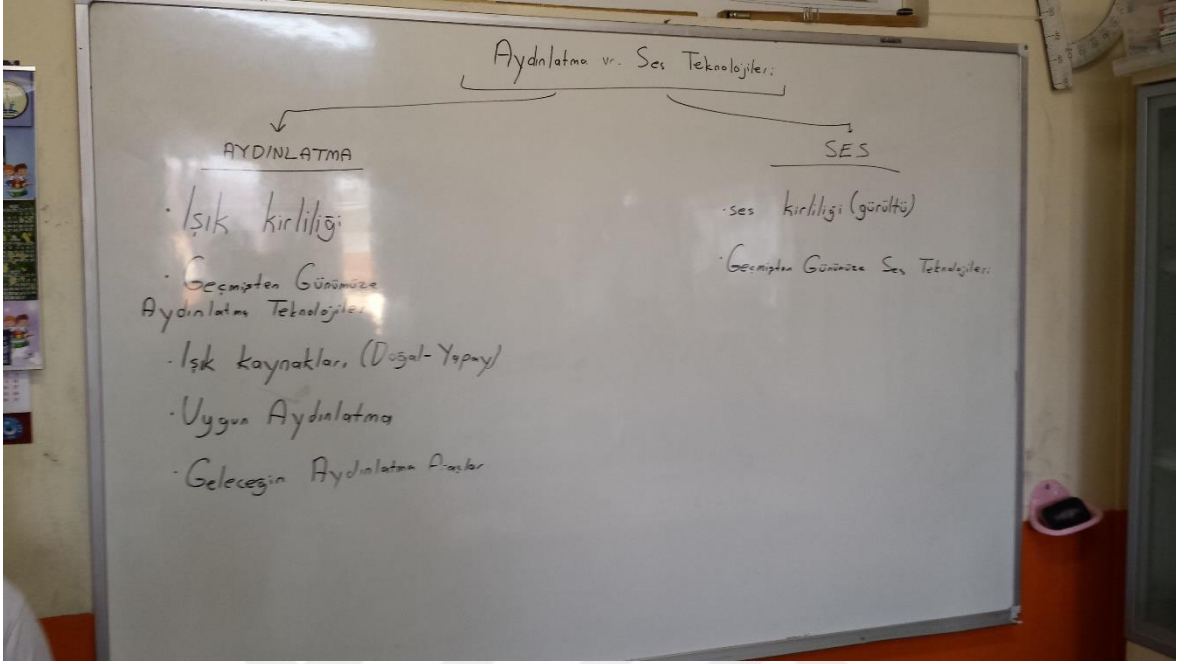 Aydınlatma ve Ses Teknolojileri
AYDINLATMA
· Işık kirliliği
· Geçmişten Günümüze
Aydınlatma Teknolojileri
· Işık kaynakları (Doğal-Yapay)
· Uygun Aydınlatma
· Geleceğin Aydınlatma Araçları
SES
· ses kirliliği (gürültü)
· Geçmişten Günümüze Ses Teknolojileri